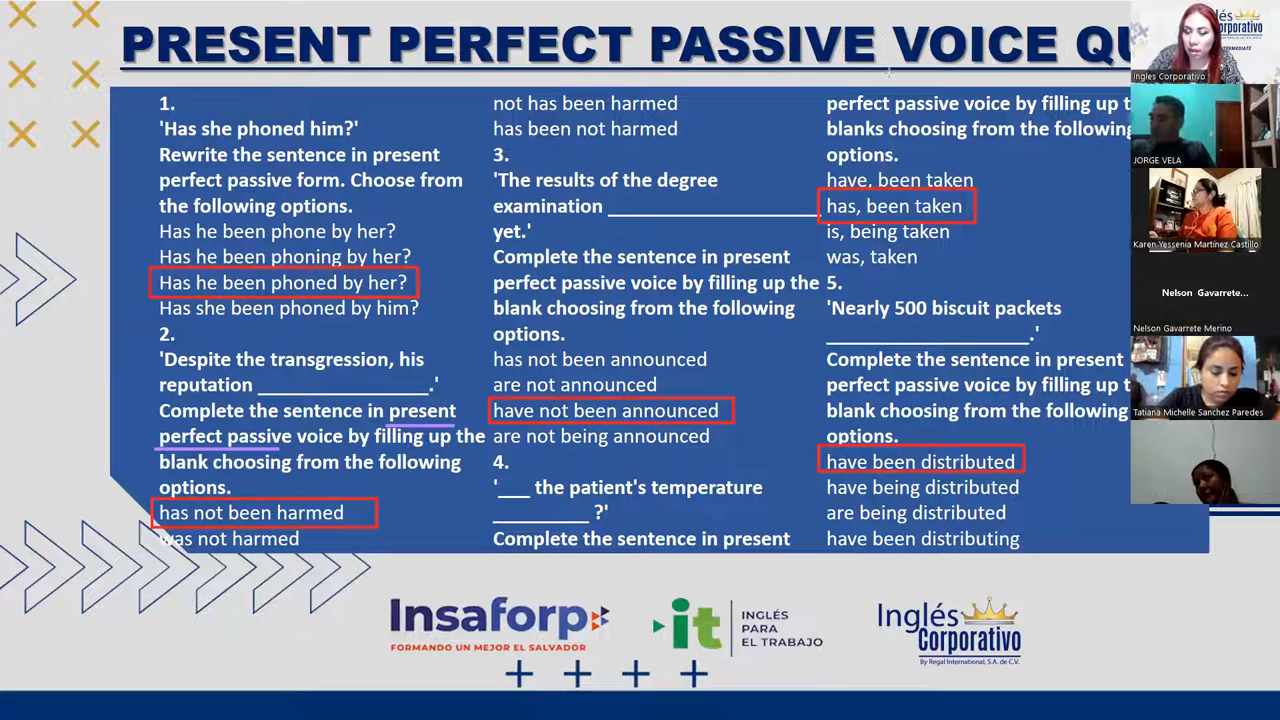 PRESENT PERFECT PASSIVE VOICE QU
1.
'Has she phoned him?'
Rewrite the sentence in present
perfect passive form. Choose from
the following options.
Has he been phone by her?
Has he been phoning by her?
Has he been phoned by her?
Has she been phoned by him?
2.
'Despite the transgression, his
reputation ________________.'
Complete the sentence in present
perfect passive voice by filling up the
blank choosing from the following
options.
has not been harmed
was not harmed
not has been harmed
has been not harmed
3.
'The results of the degree
examination ____________________
yet.'
Complete the sentence in present
perfect passive voice by filling up the
blank choosing from the following
options.
has not been announced
are not announced
have not been announced
are not being announced
4.
'___ the patient's temperature
_________ ?'
Complete the sentence in present
perfect passive voice by filling up t
blanks choosing from the following
options.
have, been taken
has, been taken
is, being taken
was, taken
5.
'Nearly 500 biscuit packets
___________________.'
Complete the sentence in present
perfect passive voice by filling up t
blank choosing from the following
options.
have been distributed
have being distributed
are being distributed
have been distributing
Insaforp
FORMANDO UN MEJOR EL SALVADOR
it
INGLÉS
PARA
EL TRABAJO
Inglés
Corporativo
By Regal International, S.A. de C.V.
lés
Corporativo
TERMEDIATE
Ingles Corporativo
JORGE VELA
Karen Yessenia Martínez Castillo
Nelson Gavarrete...
Nelson Gavarrete Merino
Tatiana Michelle Sanchez Paredes